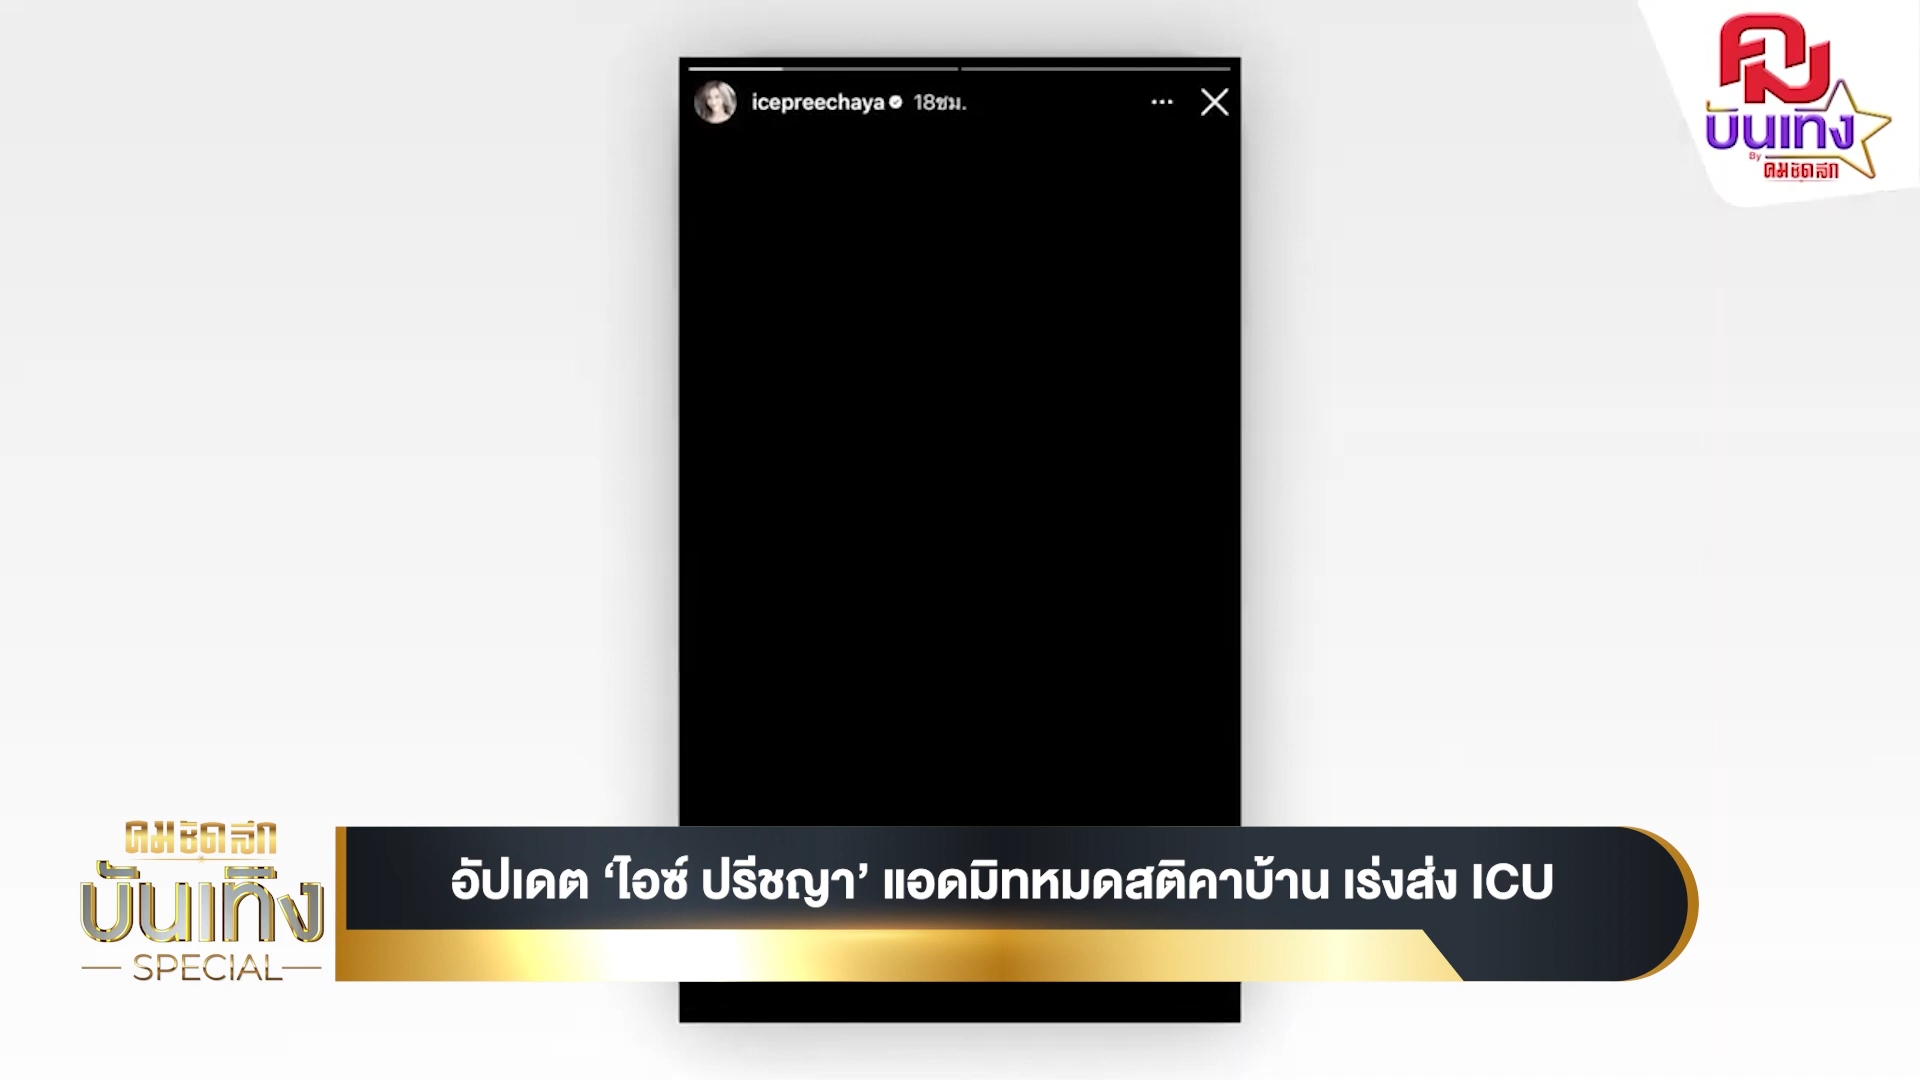 icepreechaya 18ชม.
คม
บันเทิง
By
คมชัดลึก
คมชัดลึก
บันเทิง
SPECIAL
อัปเดต ‘ไอซ์ ปรีชญา’ แอดมิทหมดสติคาบ้าน เร่งส่ง ICU